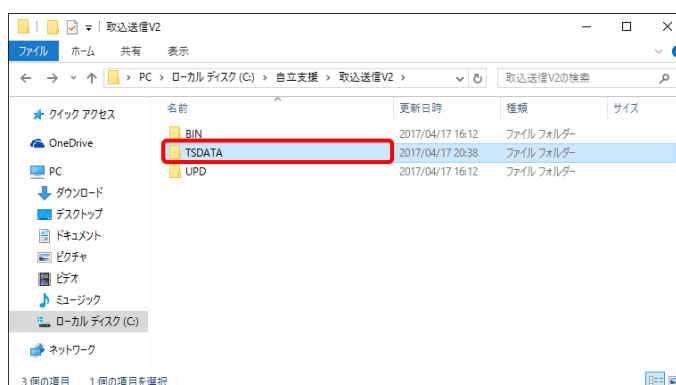 取込送信V2
ファイル ホーム 共有 表示
PC > ローカル ディスク (C:) > 自立支援 > 取込送信V2 >
取込送信V2の検索
名前 更新日時 種類 サイズ
クイック アクセス
OneDrive
PC
ダウンロード
デスクトップ
ドキュメント
ピクチャ
ビデオ
ミュージック
ローカル ディスク (C:)
ネットワーク
BIN 2017/04/17 16:12 ファイル フォルダー
TSDATA 2017/04/17 20:38 ファイル フォルダー
UPD 2017/04/17 16:12 ファイル フォルダー
3 個の項目 1 個の項目を選択